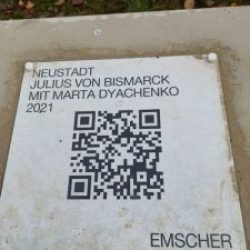 NEUSTADT
JULIUS VON BISMARCK
MIT MARTA DYACHENKO
2021
EMSCHER